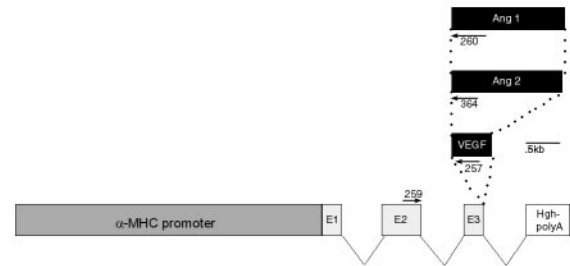 Ang 1
260
Ang 2
364
VEGF
.5kb
257
259
α-MHC promoter
E1
E2
E3
Hgh-
polyA